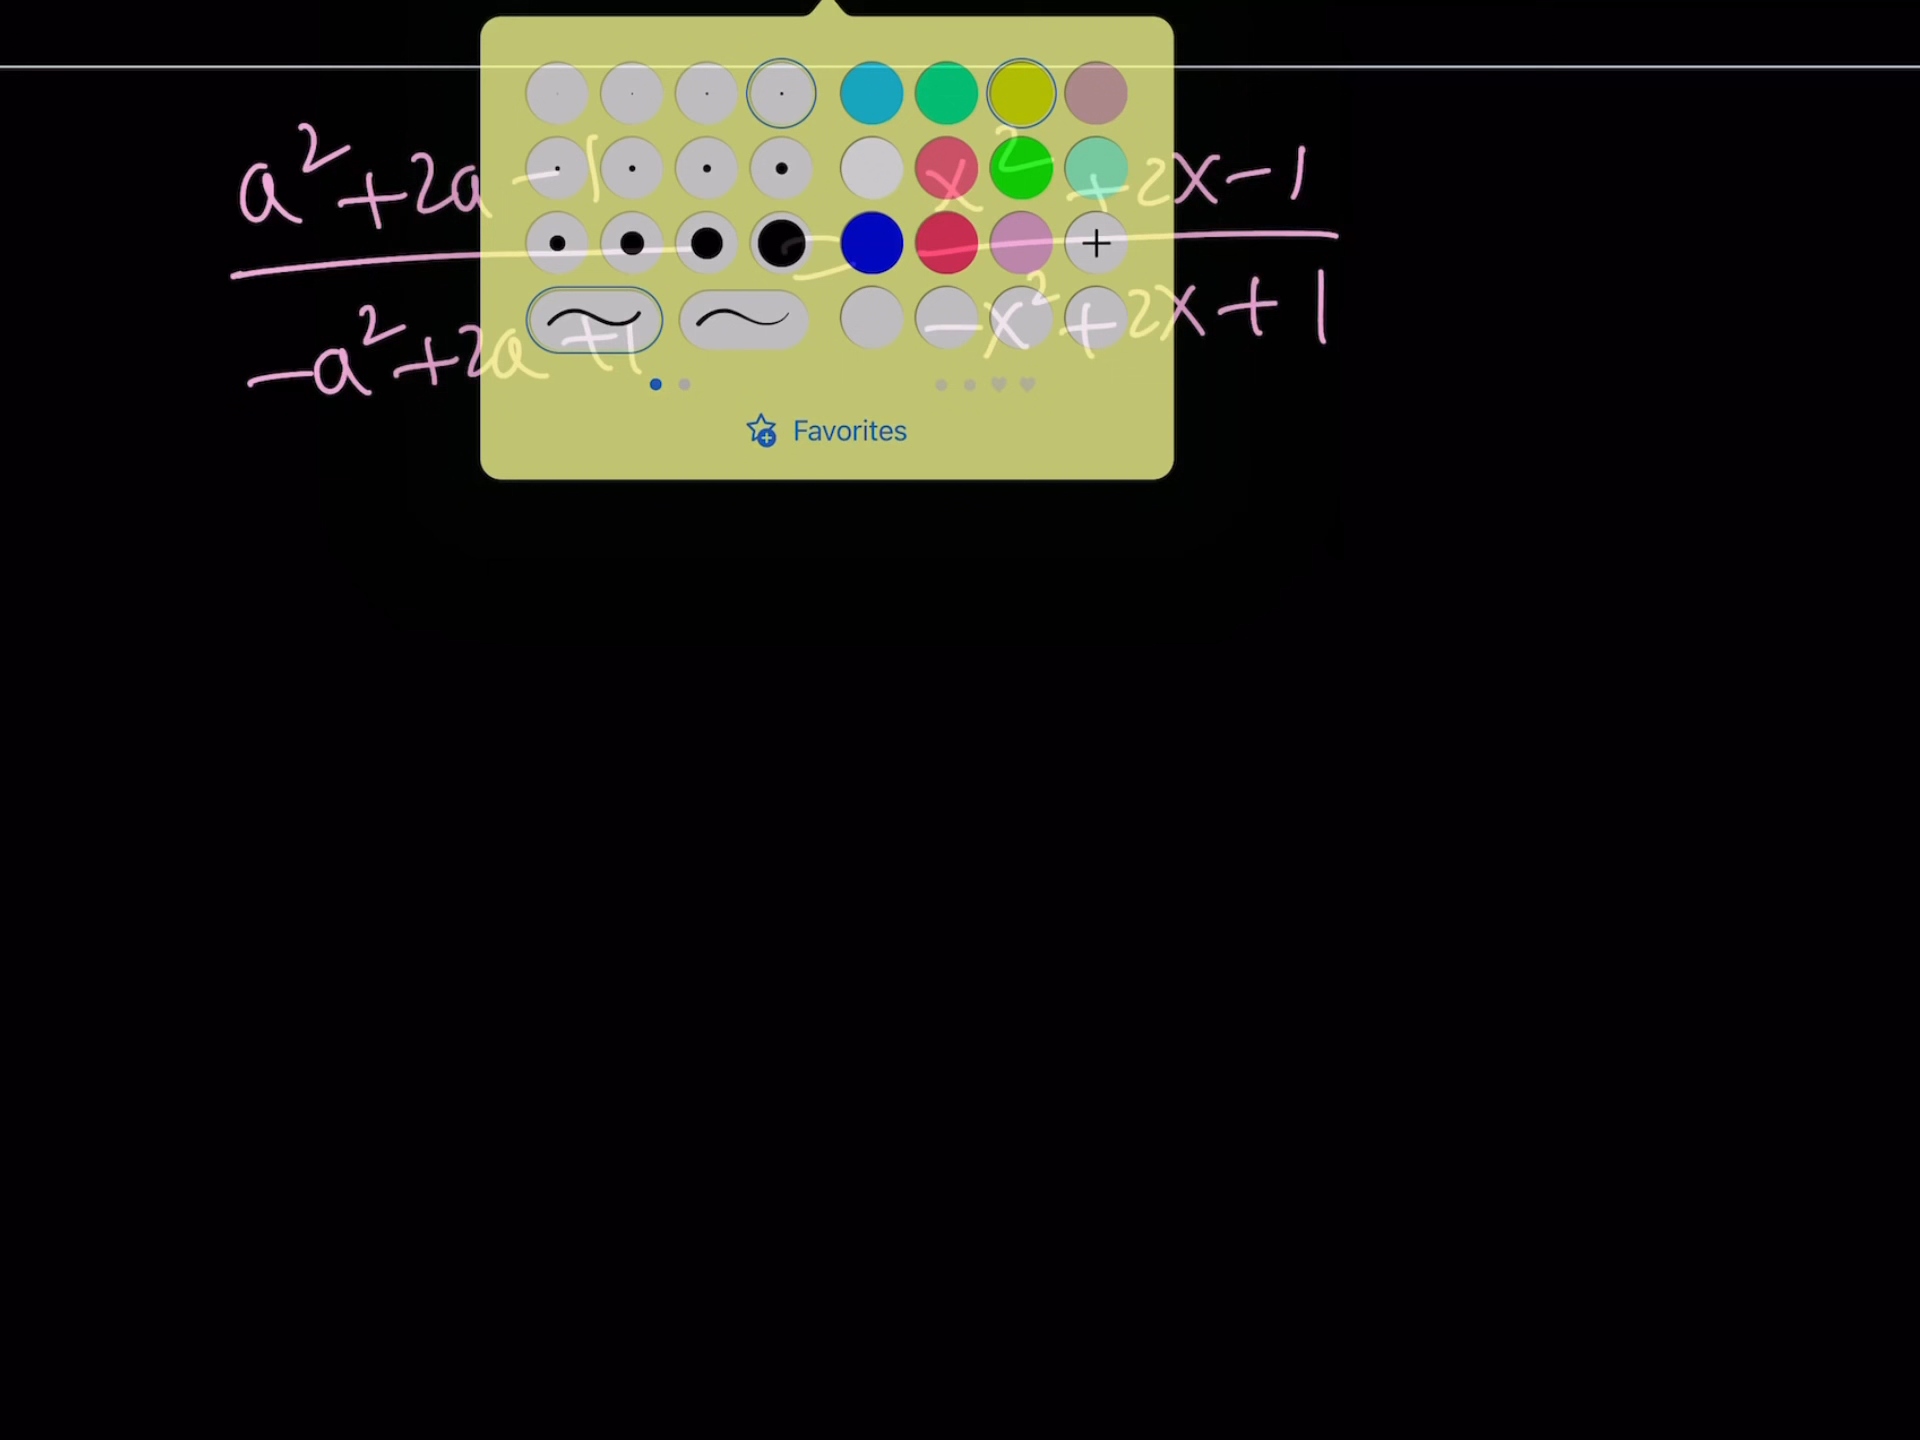 a²+2a-1 = x²+2x-1
-a²+2a+1 -x²+2x+1
Favorites